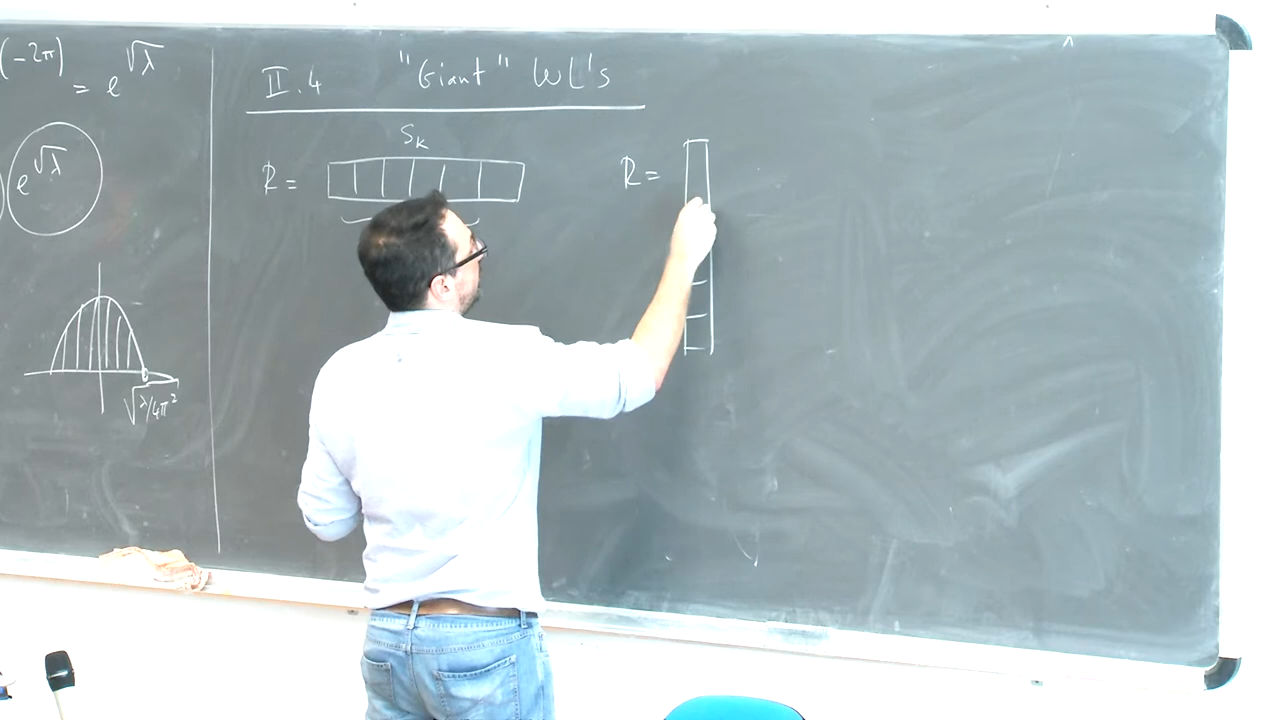 (-2π) = e^√λ
e^√λ
√λ/4π²
II.4 "Giant" WL's
S_k
R =
R =